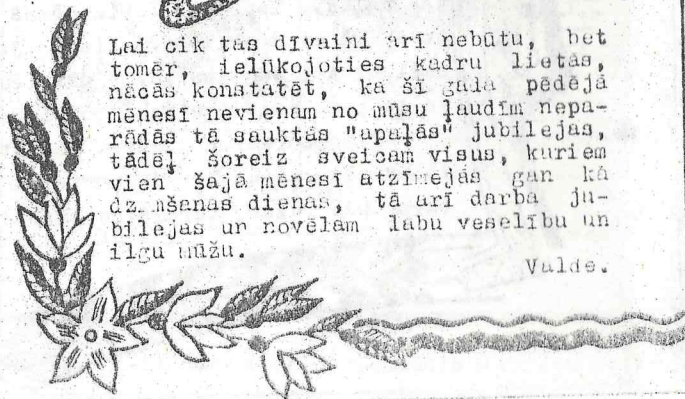 Lai cik tas dīvaini arī nebūtu, bet
tomēr, ielūkojoties kadru lietās,
nācās konstatēt, ka šī gada pēdējā
mēnesī nevienam no mūsu ļaudīm nepa-
rādās tā sauktās "apaļās" jubilejas,
tādēļ šoreiz sveicam visus, kuriem
vien šajā mēnesī atzīmējās gan kā
dzimšanas dienas, tā arī darba ju-
bilejas un novēlam labu veselību un
ilgu mūžu.
Valde.